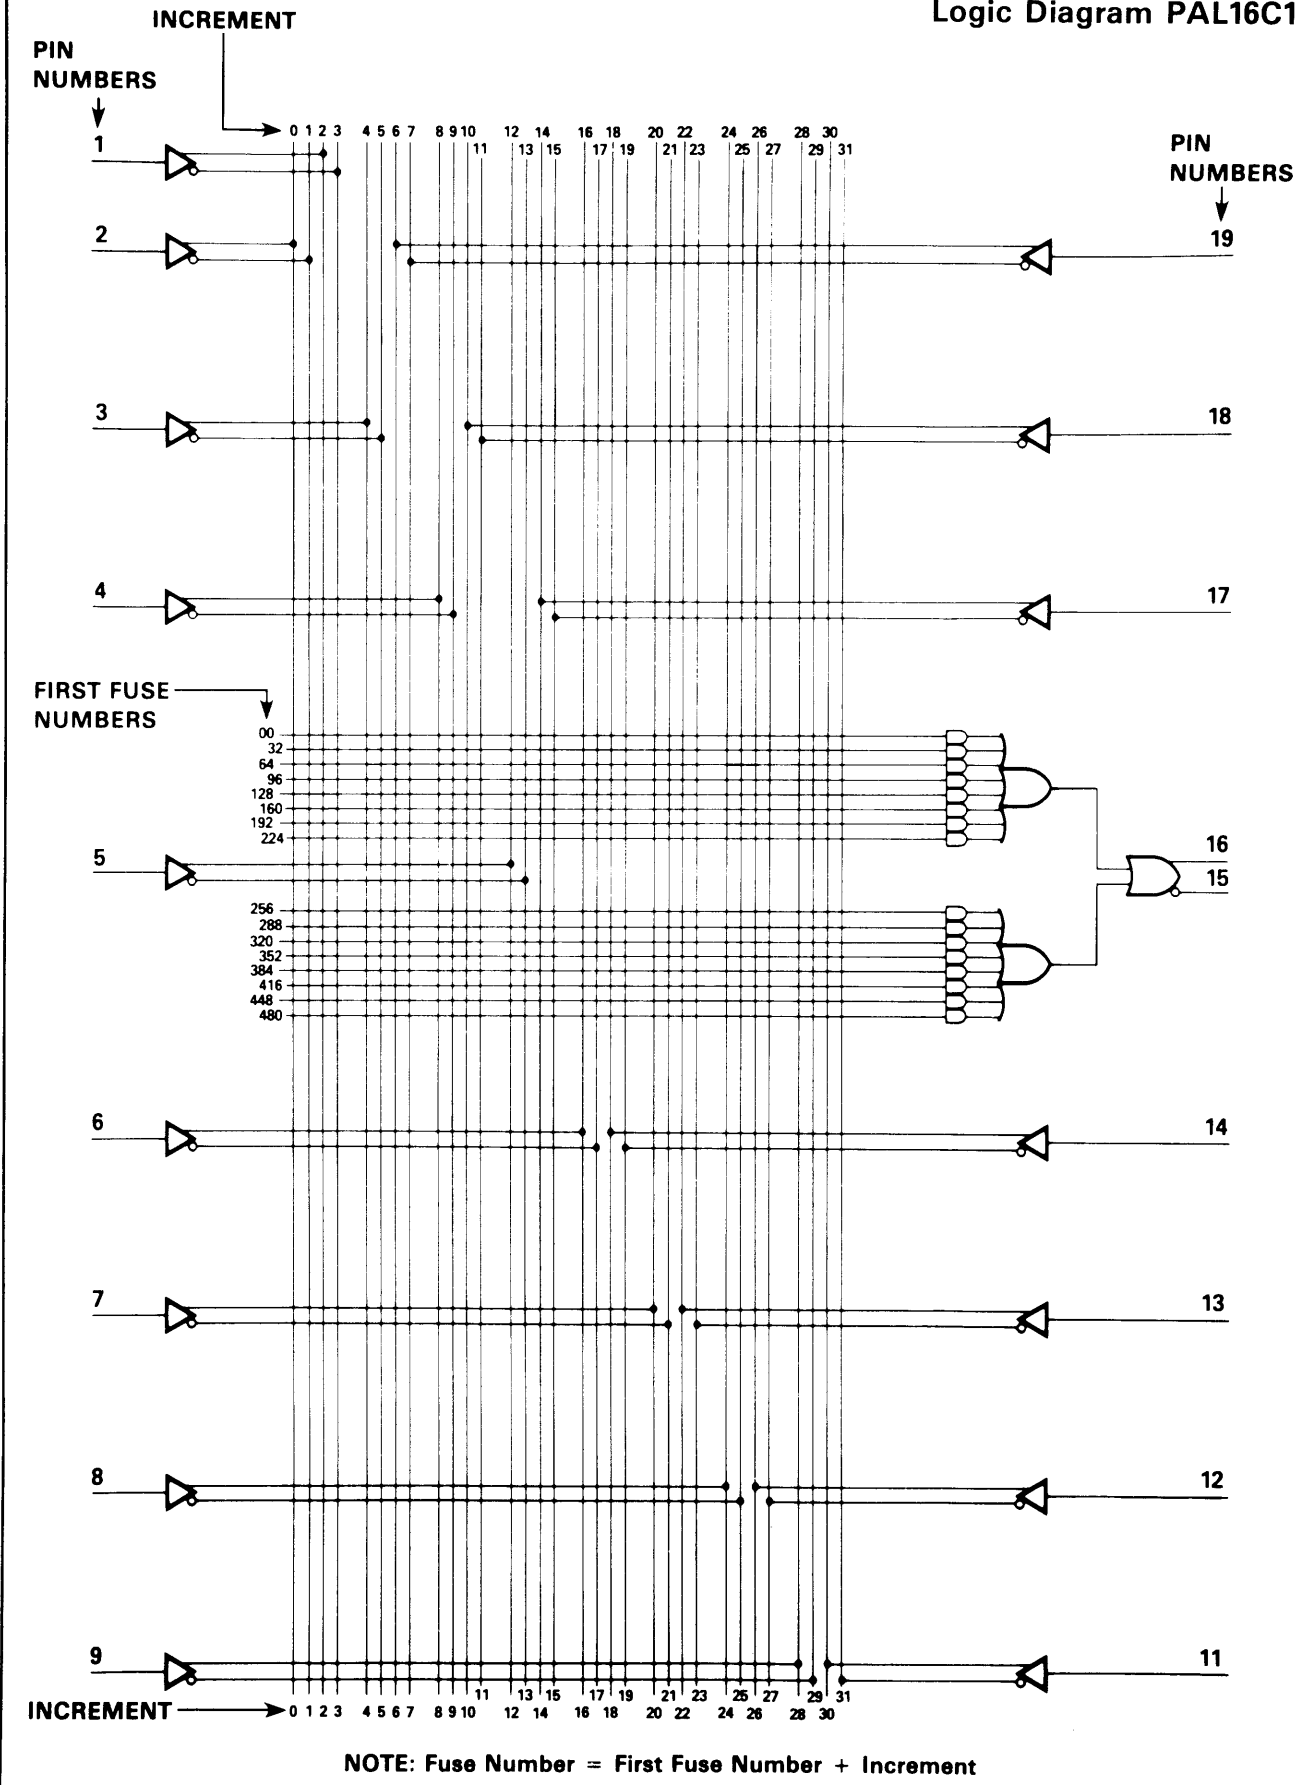 Logic Diagram PAL16C1
INCREMENT
PIN
NUMBERS
0 1 2 3 4 5 6 7 8 9 10 12 14 16 18 20 22 24 26 28 30
11 13 15 17 19 21 23 25 27 29 31
PIN
NUMBERS
1
2
19
3
18
4
17
FIRST FUSE
NUMBERS
00
32
64
96
128
160
192
224
5
16
15
256
288
320
352
384
416
448
480
6
14
7
13
8
12
9
11
11 13 15 17 19 21 23 25 27 29 31
INCREMENT
0 1 2 3 4 5 6 7 8 9 10 12 14 16 18 20 22 24 26 28 30
NOTE: Fuse Number = First Fuse Number + Increment